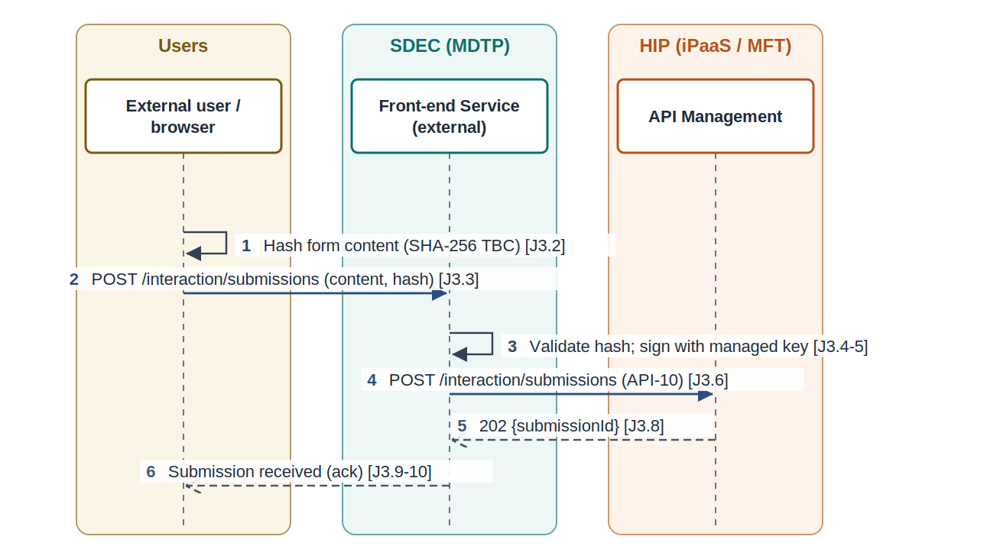 Users
SDEC (MDTP)
HIP (iPaaS / MFT)
External user /
browser
Front-end Service
(external)
API Management
1 Hash form content (SHA-256 TBC) [J3.2]
2 POST /interaction/submissions (content, hash) [J3.3]
3 Validate hash; sign with managed key [J3.4-5]
4 POST /interaction/submissions (API-10) [J3.6]
5 202 {submissionId} [J3.8]
6 Submission received (ack) [J3.9-10]